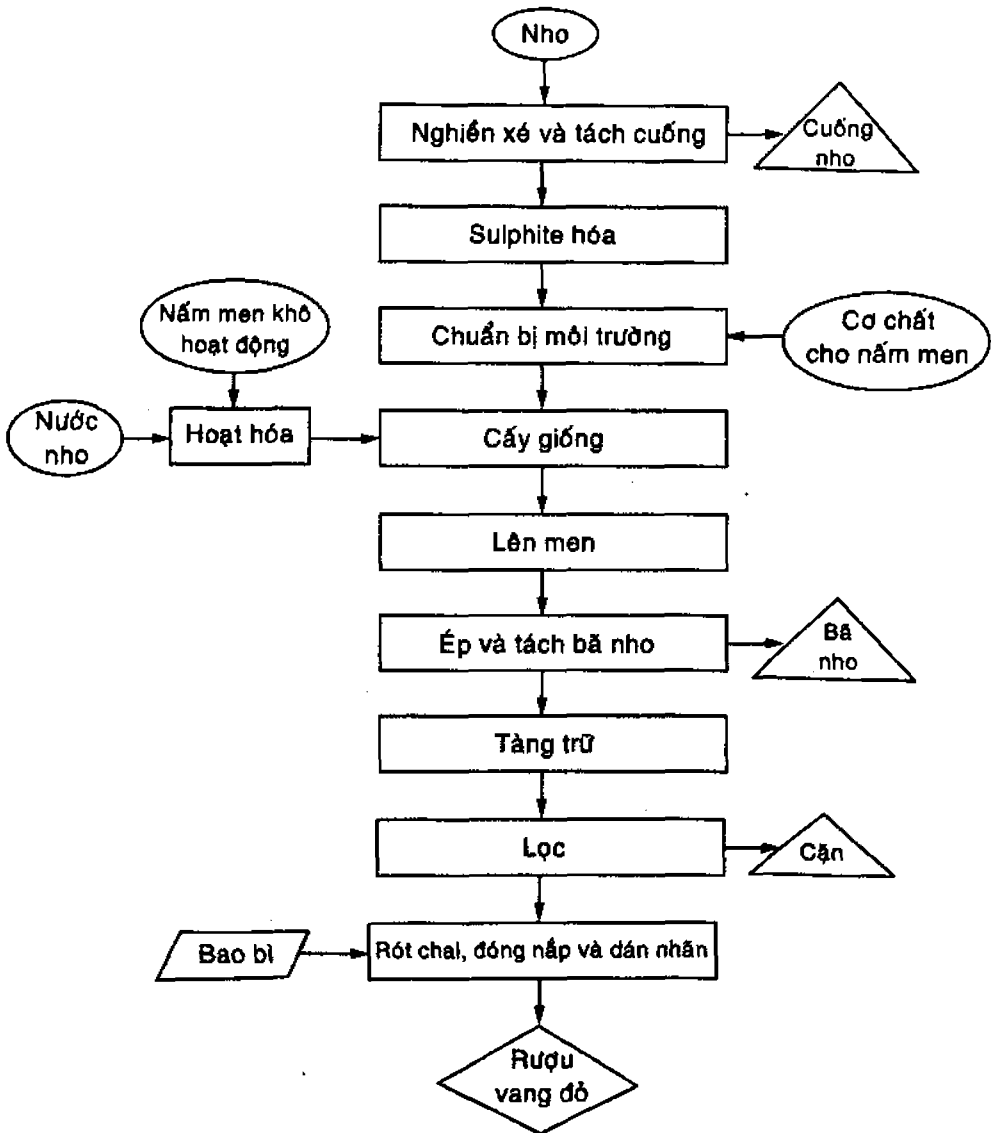 Nho
Nghiền xé và tách cuống
Cuống
nho
Sulphite hóa
Nấm men khô
hoạt động
Chuẩn bị môi trường
Cơ chất
cho nấm men
Nước
nho
Hoạt hóa
Cấy giống
Lên men
Ép và tách bã nho
Bã
nho
Tàng trữ
Lọc
Cặn
Bao bì
Rót chai, đóng nắp và dán nhãn
Rượu
vang đỏ